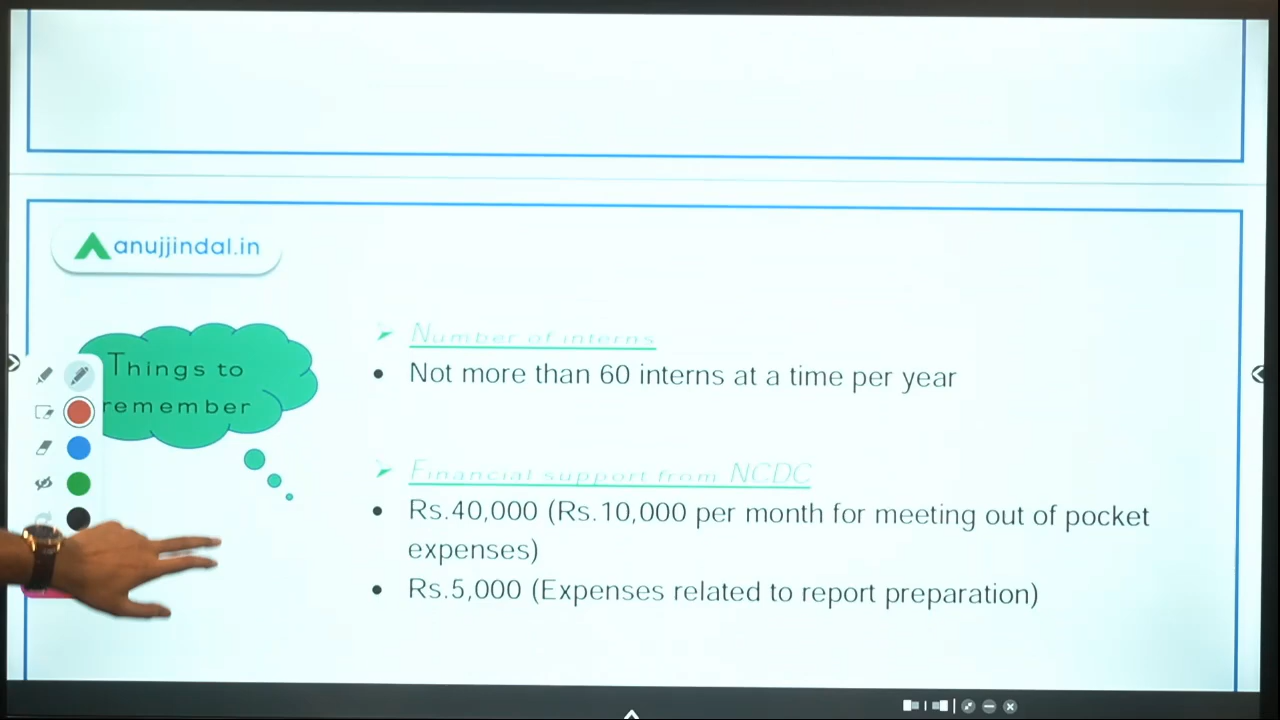 anujjindal.in
Things to
remember
Number of interns
Not more than 60 interns at a time per year
Financial support from NCDC
Rs.40,000 (Rs.10,000 per month for meeting out of pocket
expenses)
Rs.5,000 (Expenses related to report preparation)